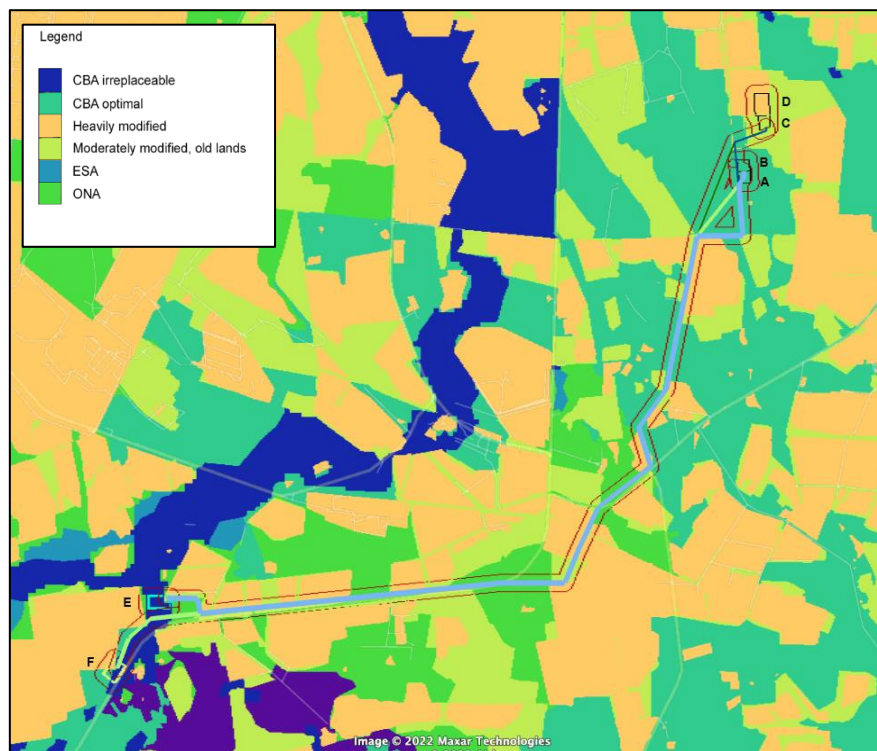 Legend
CBA irreplaceable
CBA optimal
Heavily modified
Moderately modified, old lands
ESA
ONA
D
C
B
A
A
E
F
Image © 2022 Maxar Technologies